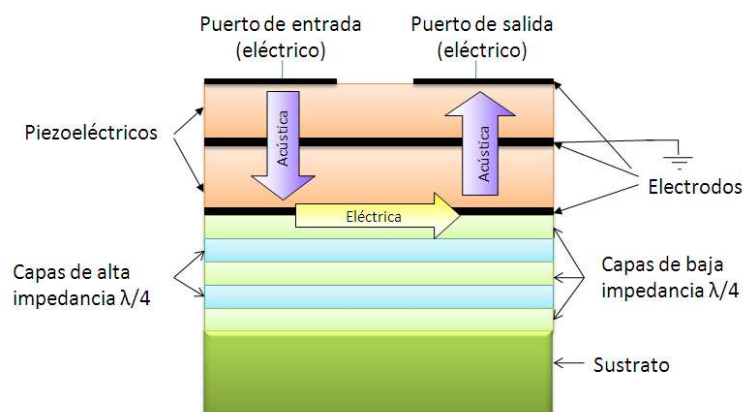 Puerto de entrada
(eléctrico)
Puerto de salida
(eléctrico)
Piezoeléctricos
Acústica
Acústica
Electrodos
Eléctrica
Capas de alta
impedancia λ/4
Capas de baja
impedancia λ/4
Sustrato